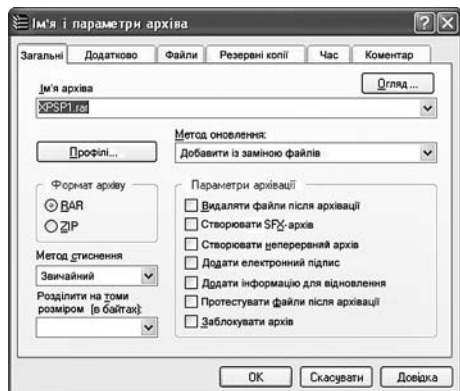 Ім'я і параметри архіва
Загальні Додатково Файли Резервні копії Час Коментар
Ім'я архіва
Огляд ...
XPSP1.rar
Профілі...
Метод оновлення:
Добавити із заміною файлів
Формат архіву
RAR
ZIP
Метод стиснення
Звичайний
Розділити на томи
розміром (в байтах):
Параметри архівації
Видаляти файли після архівації
Створювати SFX-архів
Створювати неперервний архів
Додати електронний підпис
Додати інформацію для відновлення
Протестувати файли після архівації
Заблокувати архів
OK Скасувати Довідка